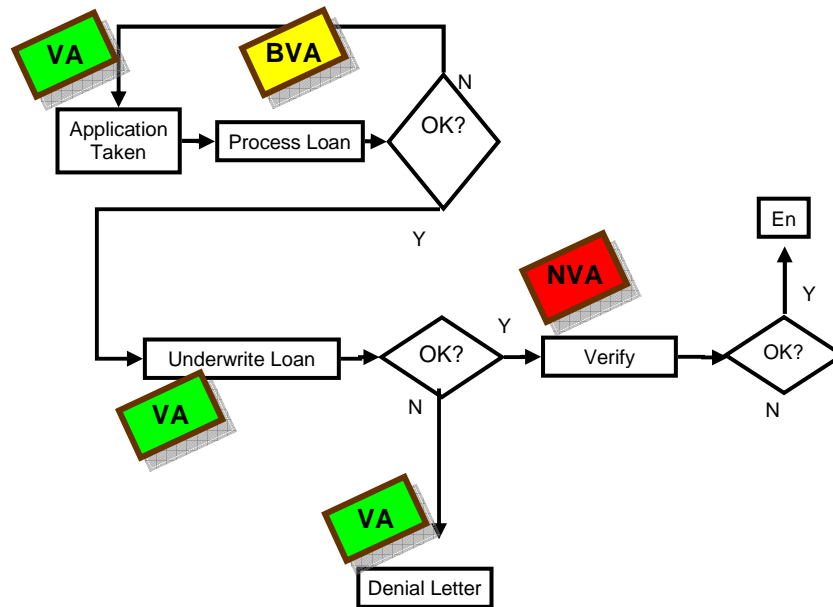 VA
BVA
N
Application
Taken
Process Loan
OK?
Y
En
NVA
Y
Underwrite Loan
OK?
Y
Verify
OK?
N
N
VA
VA
Denial Letter